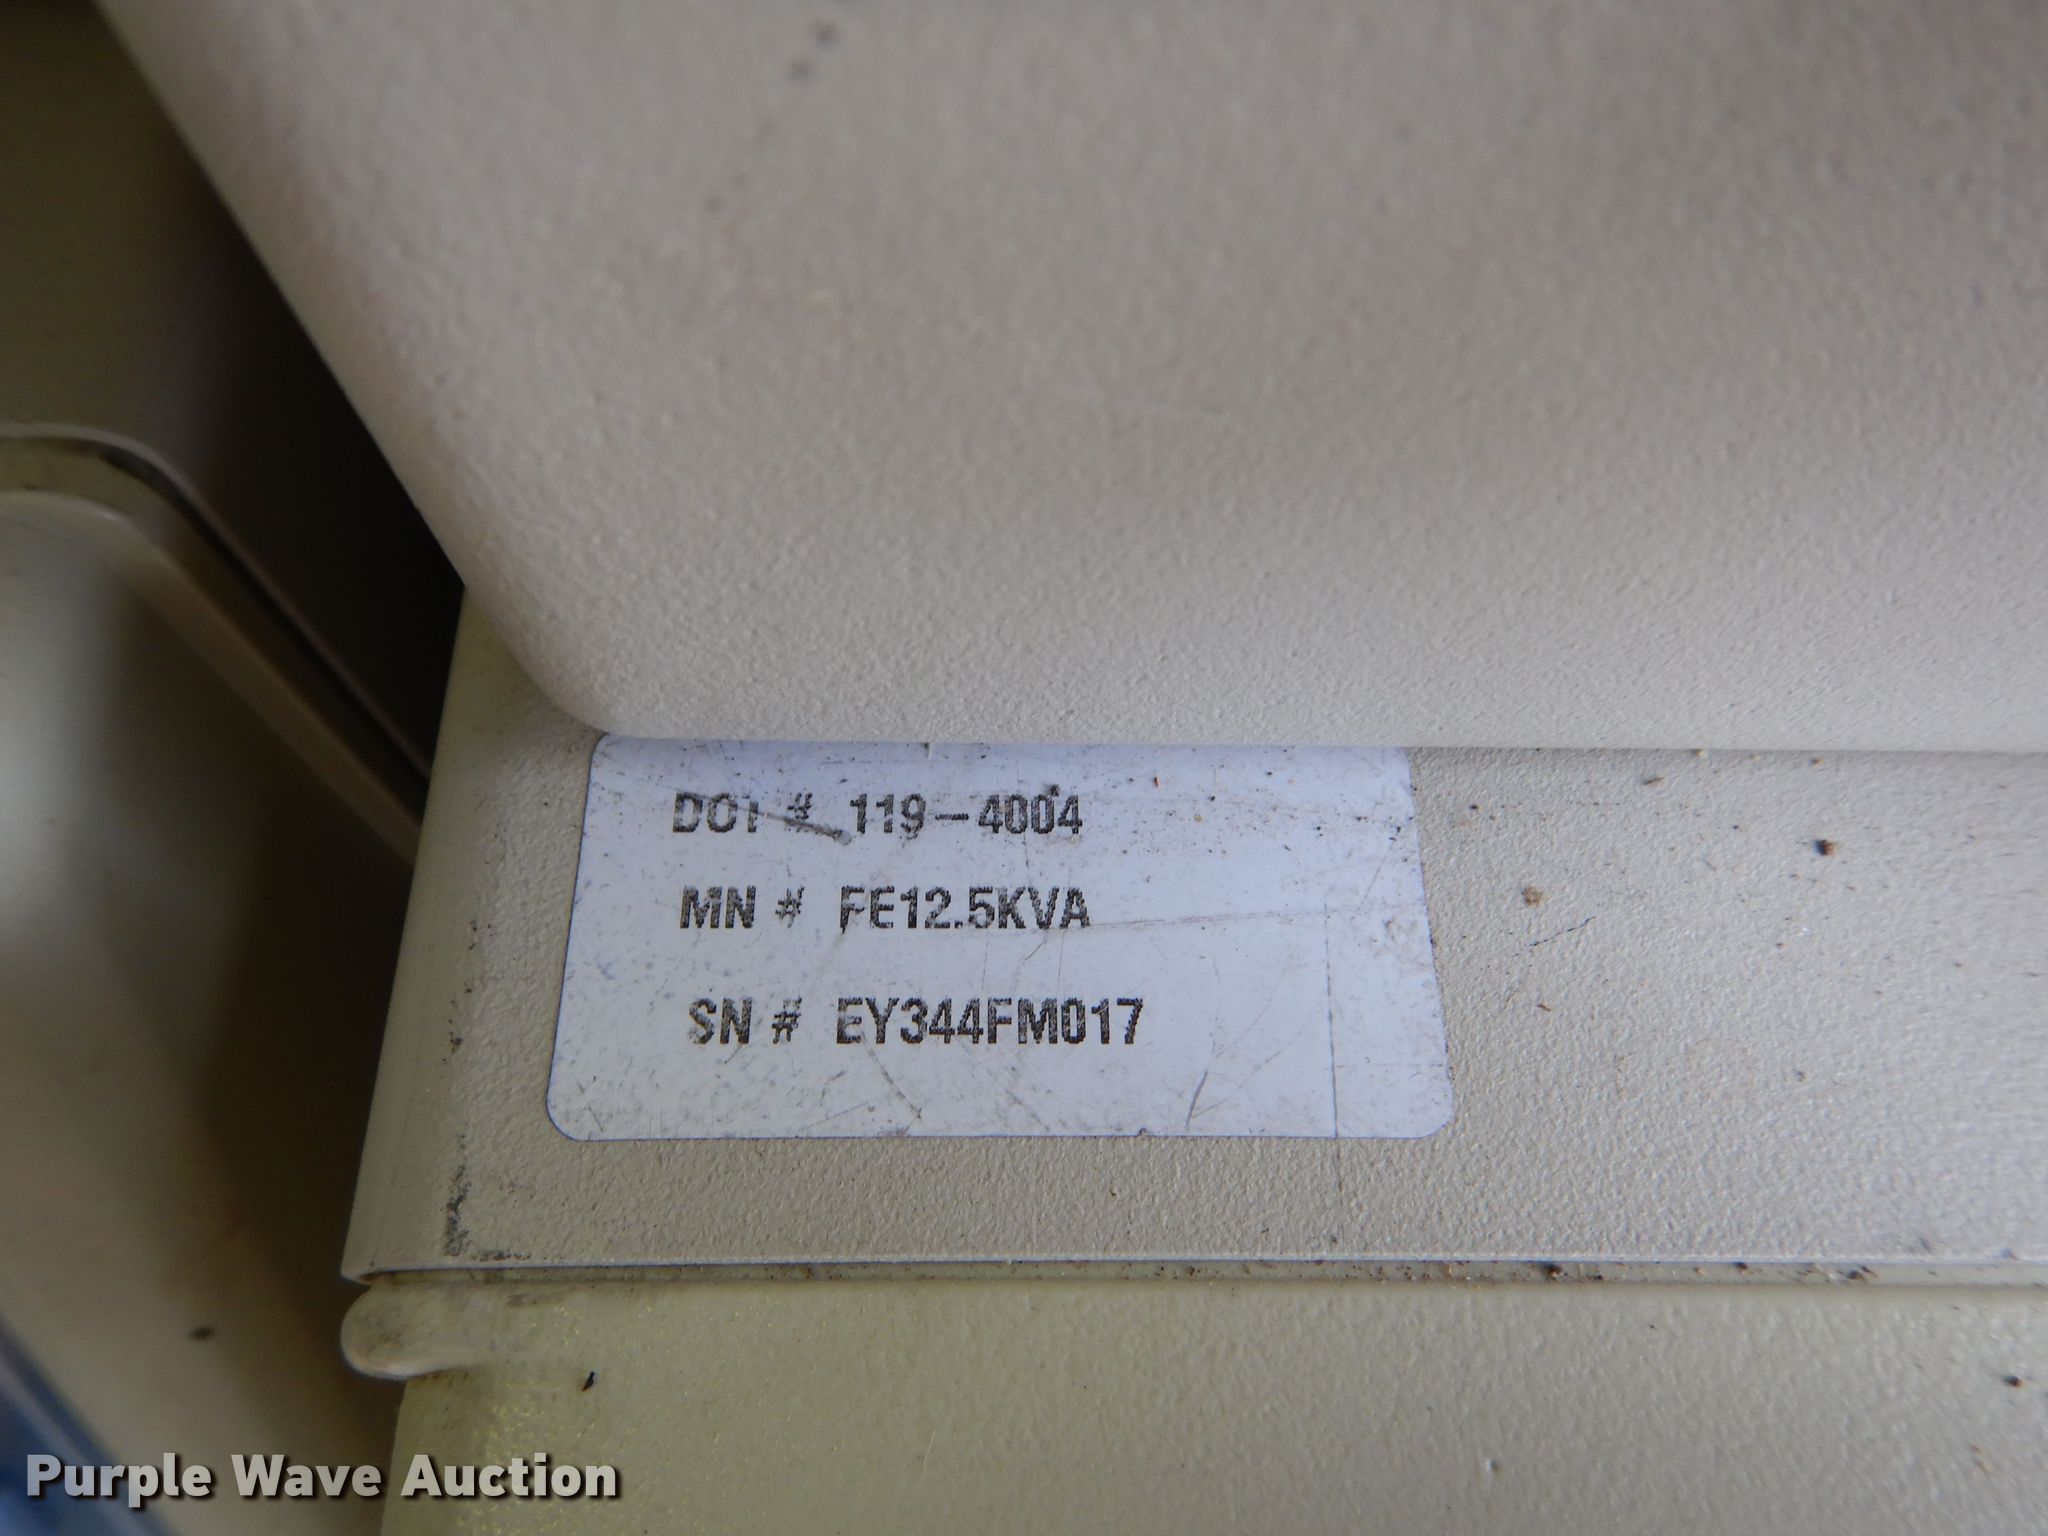 DOT # 119-4004
MN # FE12.5KVA
SN # EY344FM017
Purple Wave Auction